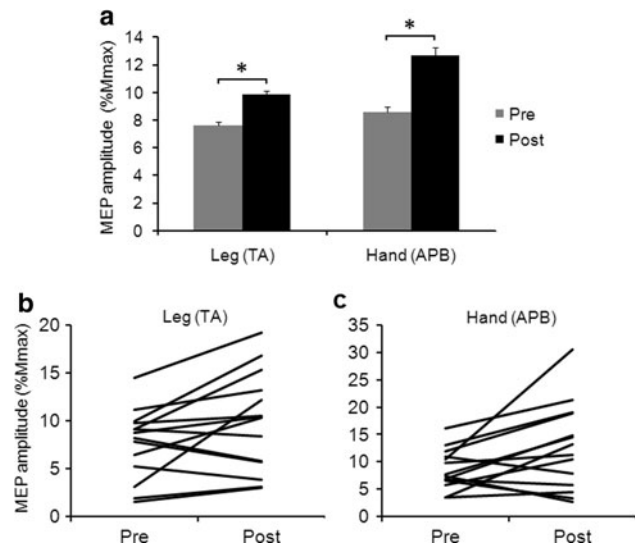 a
*
*
MEP amplitude (%Mmax)
14
12
10
8
6
4
2
0
Pre
Post
Leg (TA)
Hand (APB)
b
Leg (TA)
MEP amplitude (%Mmax)
20
15
10
5
0
Pre
Post
c
Hand (APB)
35
30
25
20
15
10
5
0
Pre
Post